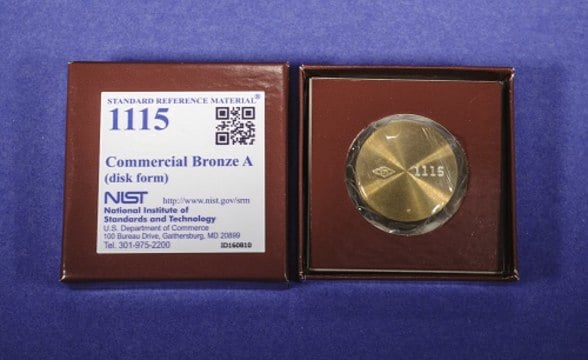 STANDARD REFERENCE MATERIAL®
1115
Commercial Bronze A
(disk form)
NIST http://www.nist.gov/srm
National Institute of
Standards and Technology
U.S. Department of Commerce
100 Bureau Drive, Gaithersburg, MD 20899
Tel. 301-975-2200 ID160810
1115